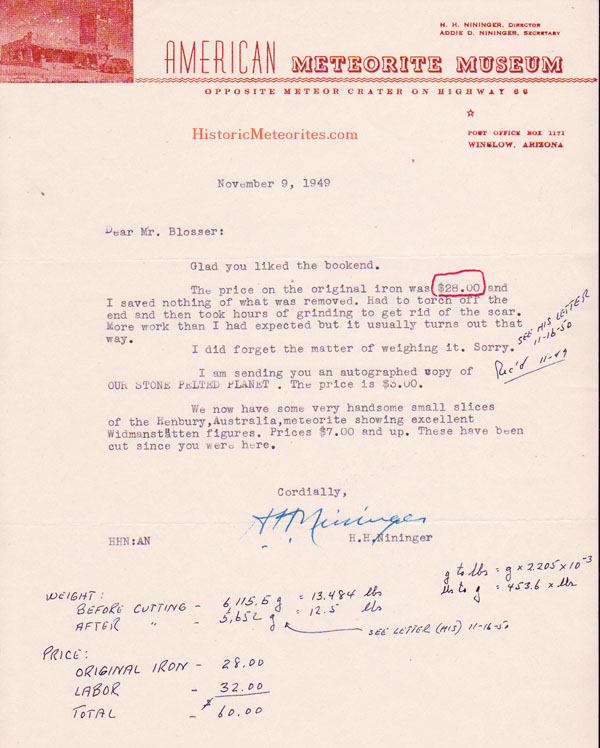 H. H. NININGER, DIRECTOR
ADDIE D. NININGER, SECRETARY
AMERICAN METEORITE MUSEUM
OPPOSITE METEOR CRATER ON HIGHWAY 66
HistoricMeteorites.com
POST OFFICE BOX 1171
WINSLOW, ARIZONA
November 9, 1949
Dear Mr. Blosser:
Glad you liked the bookend.
The price on the original iron was $28.00 and
I saved nothing of what was removed. Had to torch off the
end and then took hours of grinding to get rid of the scar.
More work than I had expected but it usually turns out that
way.
SEE HIS LETTER
11-16-50
I did forget the matter of weighing it. Sorry.
Rec'd 11-49
I am sending you an autographed copy of
OUR STONE PELTED PLANET . The price is $3.00.
We now have some very handsome small slices
of the Henbury,Australia,meteorite showing excellent
Widmanstätten figures. Prices $7.00 and up. These have been
cut since you were here.
Cordially,
H H Nininger
HHN:AN
H.H.Nininger
g to lbs = g × 2.205 × 10-3
lbs to g = 453.6 × lbs
WEIGHT:
BEFORE CUTTING - 6,115.5 g = 13.484 lbs
AFTER " - 5,652 g = 12.5 lbs
SEE LETTER (HIS) 11-16-50
PRICE:
ORIGINAL IRON - 28.00
LABOR - 32.00
TOTAL - $60.00